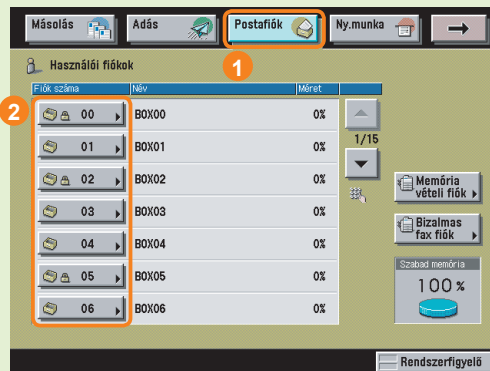 Másolás Adás Postafiók Ny.munka
1
Használói fiókok
Fiók száma Név Méret
2
00 BOX00 0%
01 BOX01 0%
1/15
02 BOX02 0%
Memória
vételi fiók
03 BOX03 0%
Bizalmas
fax fiók
04 BOX04 0%
Szabad memória
05 BOX05 0%
100%
06 BOX06 0%
Rendszerfigyelő